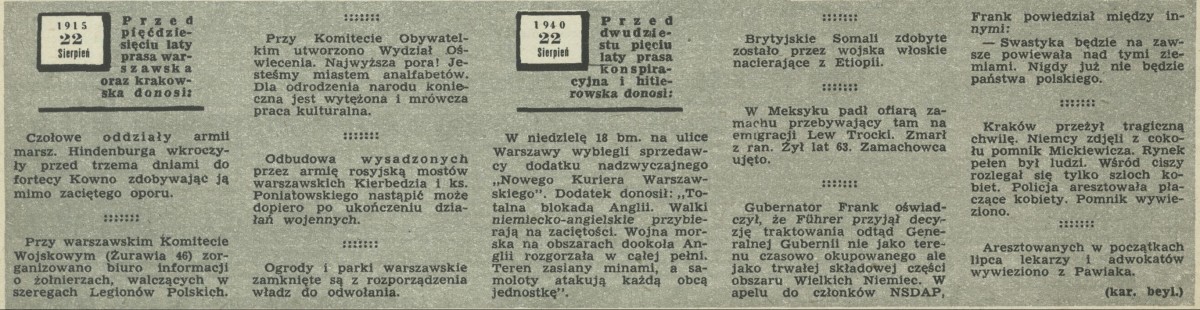 1915
22
Sierpień
Przed
pięćdzie-
sięciu laty
prasa war-
szawska
oraz krakow-
ska donosi:
Czołowe oddziały armii
marsz. Hindenburga wkroczy-
ły przed trzema dniami do
fortecy Kowno zdobywając ją
mimo zaciętego oporu.
:::::::
Przy warszawskim Komitecie
Wojskowym (Żurawia 46) zor-
ganizowano biuro informacji
o żołnierzach, walczących w
szeregach Legionów Polskich.
:::::::
Przy Komitecie Obywatel-
kim utworzono Wydział Oś-
wiecenia. Najwyższa pora! Je-
steśmy miastem analfabetów.
Dla odrodzenia narodu konie-
czna jest wytężona i mrówcza
praca kulturalna.
:::::::
Odbudowa wysadzonych
przez armię rosyjską mostów
warszawskich Kierbedzia i ks.
Poniatowskiego nastąpić może
dopiero po ukończeniu dzia-
łań wojennych.
:::::::
Ogrody i parki warszawskie
zamknięte są z rozporządzenia
władz do odwołania.
1940
22
Sierpień
Przed
dwudzie-
stu pięciu
laty prasa
konspira-
cyjna i hitle-
rowska donosi:
W niedzielę 18 bm. na ulice
Warszawy wybiegli sprzedaw-
cy dodatku nadzwyczajnego
„Nowego Kuriera Warszaw-
skiego". Dodatek donosił: „To-
talna blokada Anglii. Walki
niemiecko-angielskie przybie-
rają na zaciętości. Wojna mor-
ska na obszarach dookoła An-
glii rozgorzała w całej pełni.
Teren zasiany minami, a sa-
moloty atakują każdą obcą
jednostkę".
:::::::
Brytyjskie Somali zdobyte
zostało przez wojska włoskie
nacierające z Etiopii.
:::::::
W Meksyku padł ofiarą za-
machu przebywający tam na
emigracji Lew Trocki. Zmarł
z ran. Żył lat 63. Zamachowca
ujęto.
:::::::
Gubernator Frank oświad-
czył, że Führer przyjął decy-
zję traktowania odtąd Gene-
ralnej Gubernii nie jako tere-
nu czasowo okupowanego ale
jako trwałej składowej części
obszaru Wielkich Niemiec. W
apelu do członków NSDAP,
Frank powiedział między in-
nymi:
— Swastyka będzie na zaw-
sze powiewała nad tymi zie-
miami. Nigdy już nie będzie
państwa polskiego.
:::::::
Kraków przeżył tragiczną
chwilę. Niemcy zdjęli z coko-
łu pomnik Mickiewicza. Rynek
pełen był ludzi. Wśród ciszy
rozlegał się tylko szloch ko-
biet. Policja aresztowała pła-
czące kobiety. Pomnik wywie-
ziono.
:::::::
Aresztowanych w początkach
lipca lekarzy i adwokatów
wywieziono z Pawiaka.
(kar. beyl.)